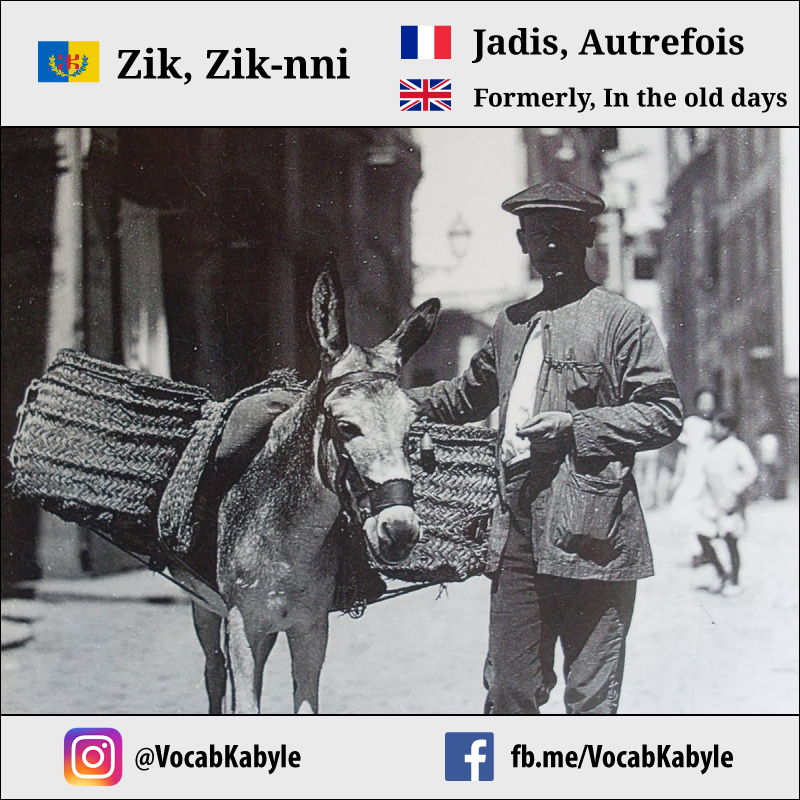 Zik, Zik-nni
Jadis, Autrefois
Formerly, In the old days
@VocabKabyle
fb.me/VocabKabyle